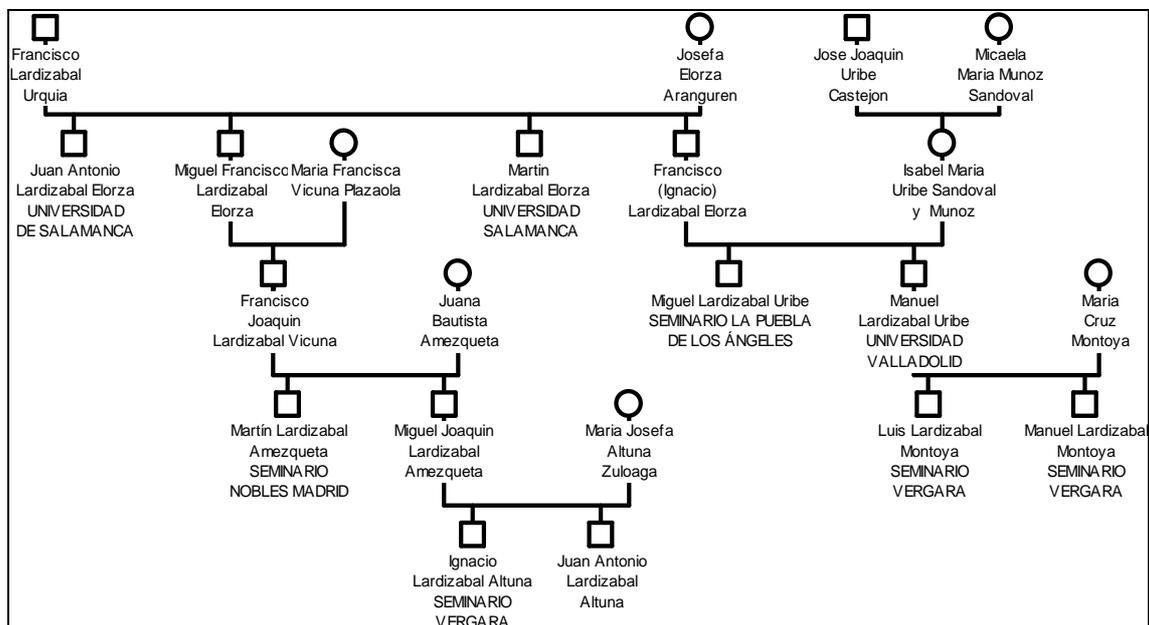 Francisco
Lardizabal
Urquia
Josefa
Elorza
Aranguren
Jose Joaquin
Uribe
Castejon
Micaela
Maria Munoz
Sandoval
Juan Antonio
Lardizabal Elorza
UNIVERSIDAD
DE SALAMANCA
Miguel Francisco
Lardizabal
Elorza
Maria Francisca
Vicuna Plazaola
Martin
Lardizabal Elorza
UNIVERSIDAD
SALAMANCA
Francisco
(Ignacio)
Lardizabal Elorza
Isabel Maria
Uribe Sandoval
y Munoz
Francisco
Joaquin
Lardizabal Vicuna
Juana
Bautista
Amezqueta
Miguel Lardizabal Uribe
SEMINARIO LA PUEBLA
DE LOS ÁNGELES
Manuel
Lardizabal Uribe
UNIVERSIDAD
VALLADOLID
Maria
Cruz
Montoya
Martín Lardizabal
Amezqueta
SEMINARIO
NOBLES MADRID
Miguel Joaquin
Lardizabal
Amezqueta
Maria Josefa
Altuna
Zuloaga
Luis Lardizabal
Montoya
SEMINARIO
VERGARA
Manuel Lardizabal
Montoya
SEMINARIO
VERGARA
Ignacio
Lardizabal Altuna
SEMINARIO
VERGARA
Juan Antonio
Lardizabal
Altuna